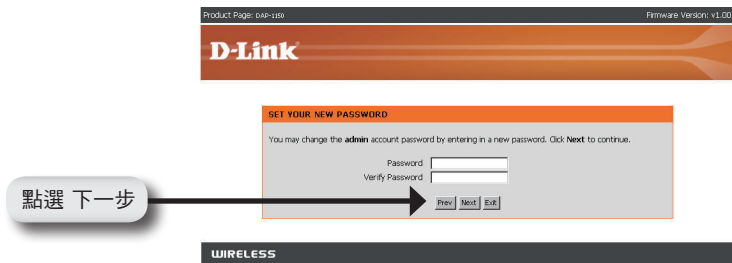 Product Page: DAP-1150 Firmware Version: v1.00
D-Link
SET YOUR NEW PASSWORD
You may change the admin account password by entering in a new password. Click Next to continue.
Password
Verify Password
點選 下一步
Prev Next Exit
WIRELESS